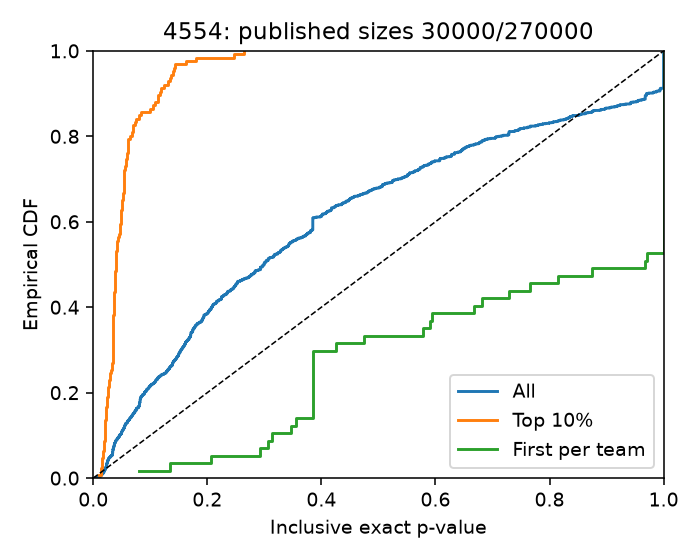 4554: published sizes 30000/270000
Empirical CDF
1.0
0.8
0.6
0.4
0.2
0.0
0.0 0.2 0.4 0.6 0.8 1.0
Inclusive exact p-value
All
Top 10%
First per team